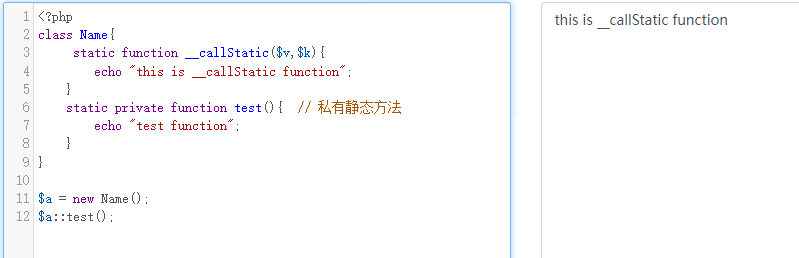 1 <?php
2 class Name{
3 static function __callStatic($v,$k){
4 echo "this is __callStatic function";
5 }
6 static private function test(){ // 私有静态方法
7 echo "test function";
8 }
9 }
10
11 $a = new Name();
12 $a::test();
this is __callStatic function